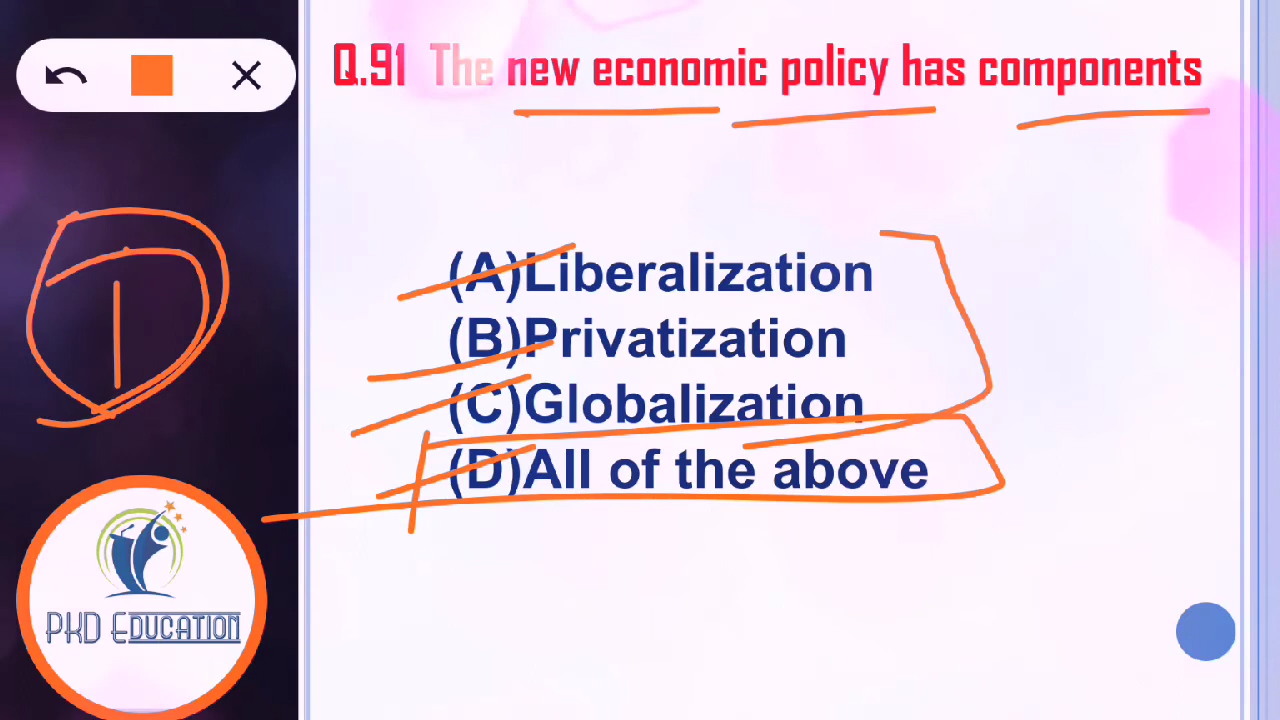 Q.91 The new economic policy has components
(A)Liberalization
(B)Privatization
(C)Globalization
(D)All of the above
D
PKD EDUCATION